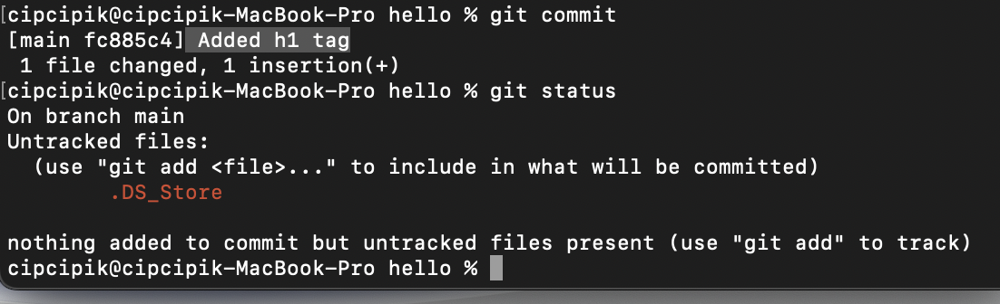 [cipcipik@cipcipik-MacBook-Pro hello % git commit
[main fc885c4] Added h1 tag
 1 file changed, 1 insertion(+)
[cipcipik@cipcipik-MacBook-Pro hello % git status
On branch main
Untracked files:
  (use "git add <file>..." to include in what will be committed)
        .DS_Store

nothing added to commit but untracked files present (use "git add" to track)
cipcipik@cipcipik-MacBook-Pro hello %